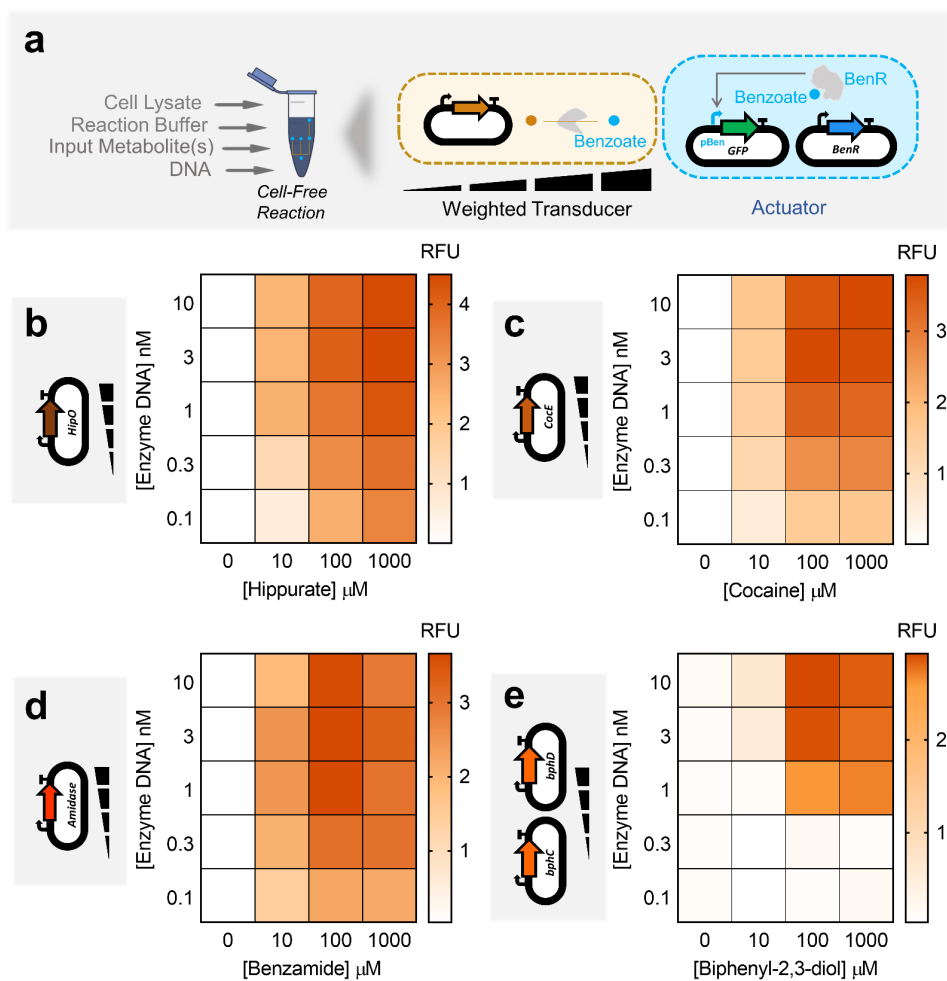 a
Cell Lysate
Reaction Buffer
Input Metabolite(s)
DNA
Cell-Free
Reaction
Benzoate
Weighted Transducer
BenR
Benzoate
pBen
GFP
BenR
Actuator
b
HipO
[Enzyme DNA] nM
10
3
1
0.3
0.1
0 10 100 1000
[Hippurate] μM
RFU
4
3
2
1
c
CocE
[Enzyme DNA] nM
10
3
1
0.3
0.1
0 10 100 1000
[Cocaine] μM
RFU
3
2
1
d
Amidase
[Enzyme DNA] nM
10
3
1
0.3
0.1
0 10 100 1000
[Benzamide] μM
RFU
3
2
1
e
bphD
bphC
[Enzyme DNA] nM
10
3
1
0.3
0.1
0 10 100 1000
[Biphenyl-2,3-diol] μM
RFU
2
1